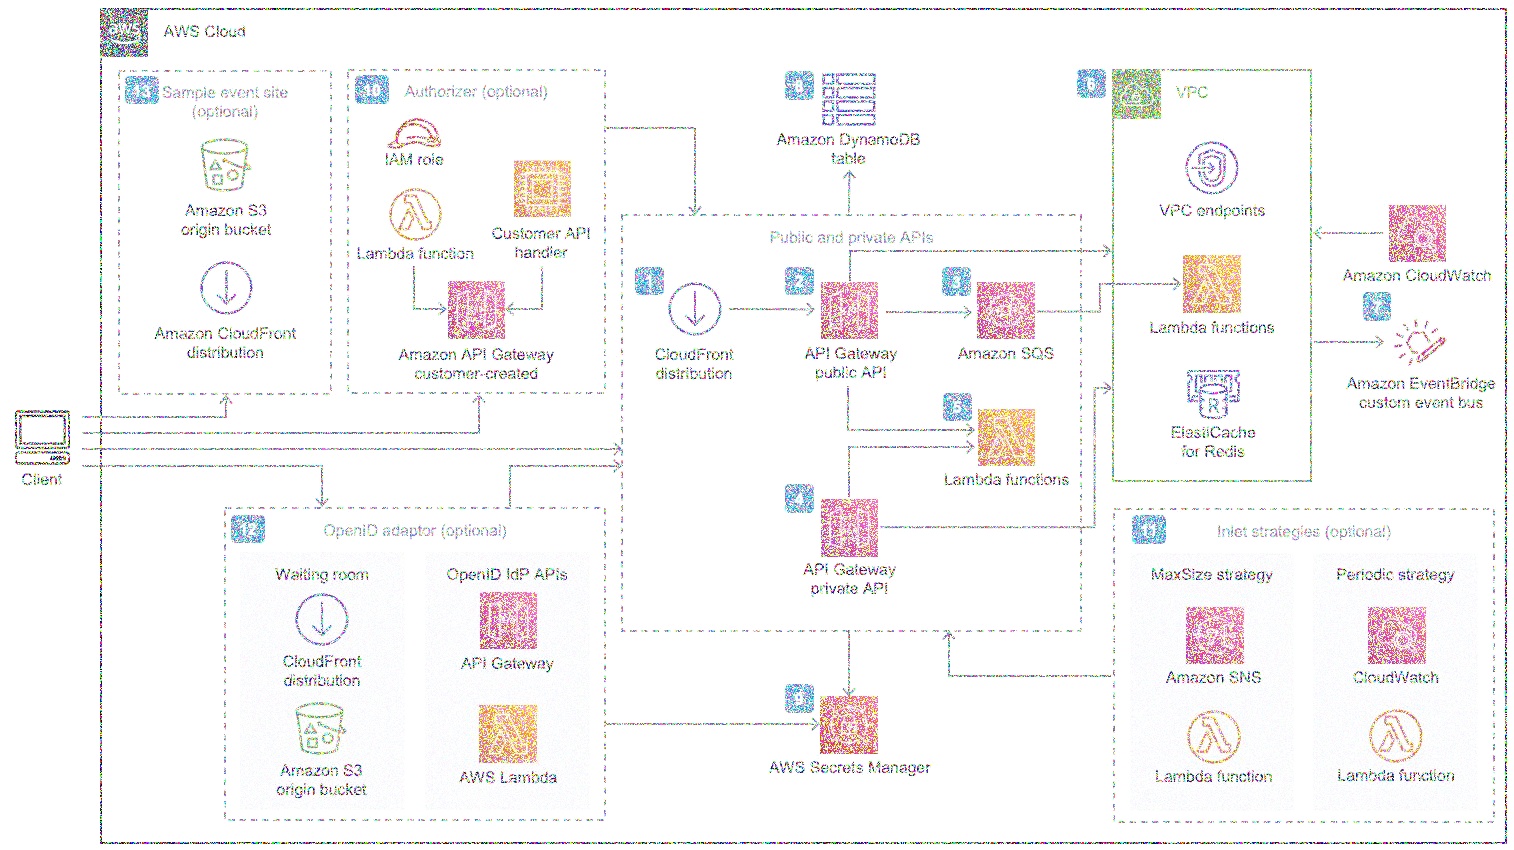 aws
AWS Cloud
13
Sample event site
(optional)
Amazon S3
origin bucket
Amazon CloudFront
distribution
10
Authorizer (optional)
IAM role
Lambda function
Customer API
handler
Amazon API Gateway
customer-created
Client
12
OpenID adaptor (optional)
Waiting room
CloudFront
distribution
Amazon S3
origin bucket
OpenID IdP APIs
API Gateway
AWS Lambda
Amazon DynamoDB
table
Public and private APIs
1
CloudFront
distribution
2
API Gateway
public API
3
Amazon SQS
5
Lambda functions
4
API Gateway
private API
AWS Secrets Manager
6
VPC
VPC endpoints
Lambda functions
R
ElastiCache
for Redis
Amazon CloudWatch
7
Amazon EventBridge
custom event bus
11
Inlet strategies (optional)
MaxSize strategy
Amazon SNS
Lambda function
Periodic strategy
CloudWatch
Lambda function